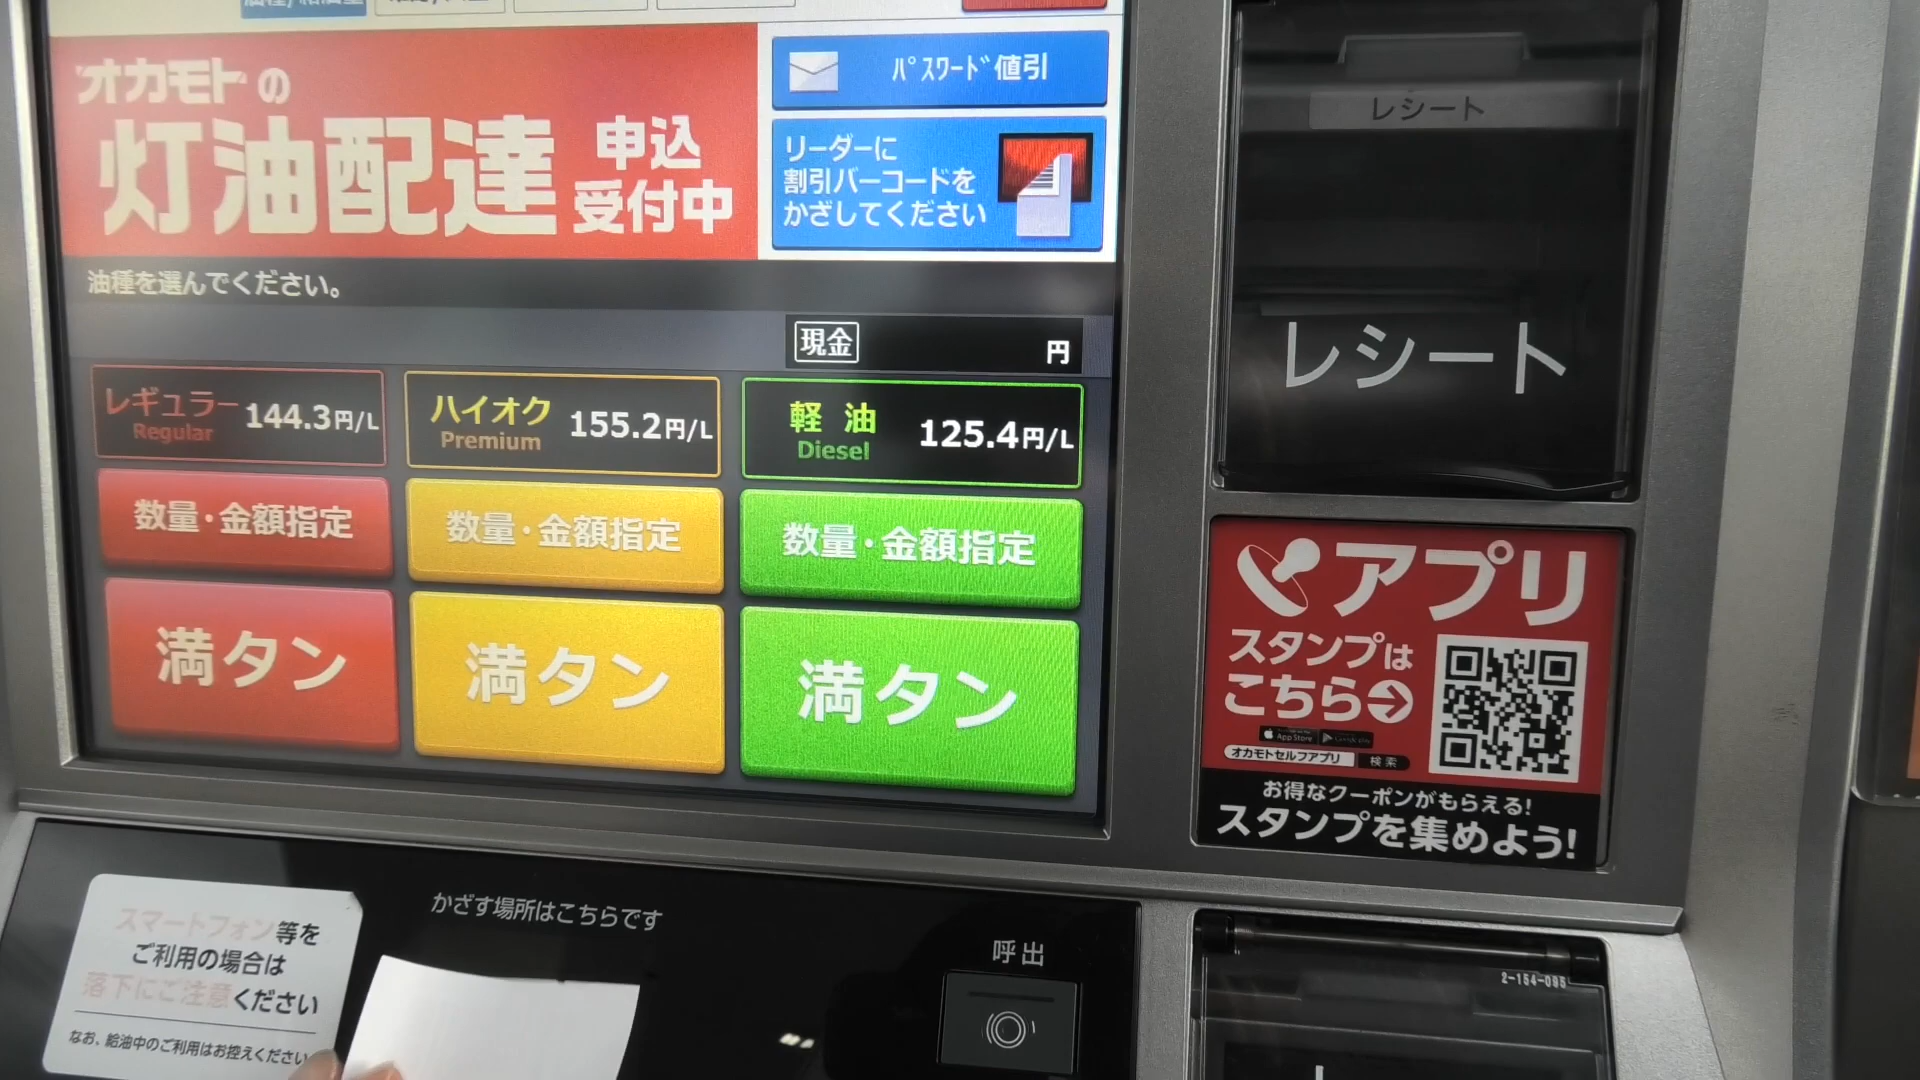 オカモトの
灯油配達
申込
受付中
パスワード値引
リーダーに
割引バーコードを
かざしてください
油種を選んでください。
現金
円
レギュラー
Regular
144.3円/L
ハイオク
Premium
155.2円/L
軽油
Diesel
125.4円/L
数量・金額指定
数量・金額指定
数量・金額指定
満タン
満タン
満タン
レシート
レシート
アプリ
スタンプは
こちら
App Store
Google Play
オカモトセルフアプリ
検索
お得なクーポンがもらえる!
スタンプを集めよう!
スマートフォン等を
ご利用の場合は
落下にご注意ください
なお、給油中のご利用はお控えください
かざす場所はこちらです
呼出
2-154-095